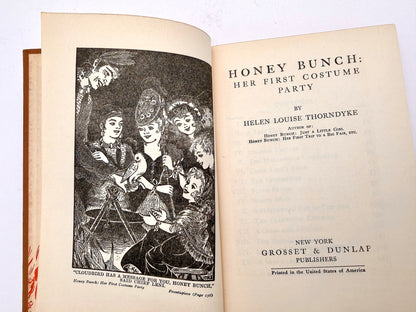 "CLOUDBIRD HAS A MESSAGE FOR YOU, HONEY BUNCH,"
SAID CHIEF LENA.
Honey Bunch: Her First Costume Party
Frontispiece (Page 176)
HONEY BUNCH:
HER FIRST COSTUME
PARTY
BY
HELEN LOUISE THORNDYKE
AUTHOR OF:
HONEY BUNCH: JUST A LITTLE GIRL
HONEY BUNCH: HER FIRST TRIP TO A BIG FAIR, ETC.
NEW YORK
GROSSET & DUNLAP
PUBLISHERS
Printed in the United States of America